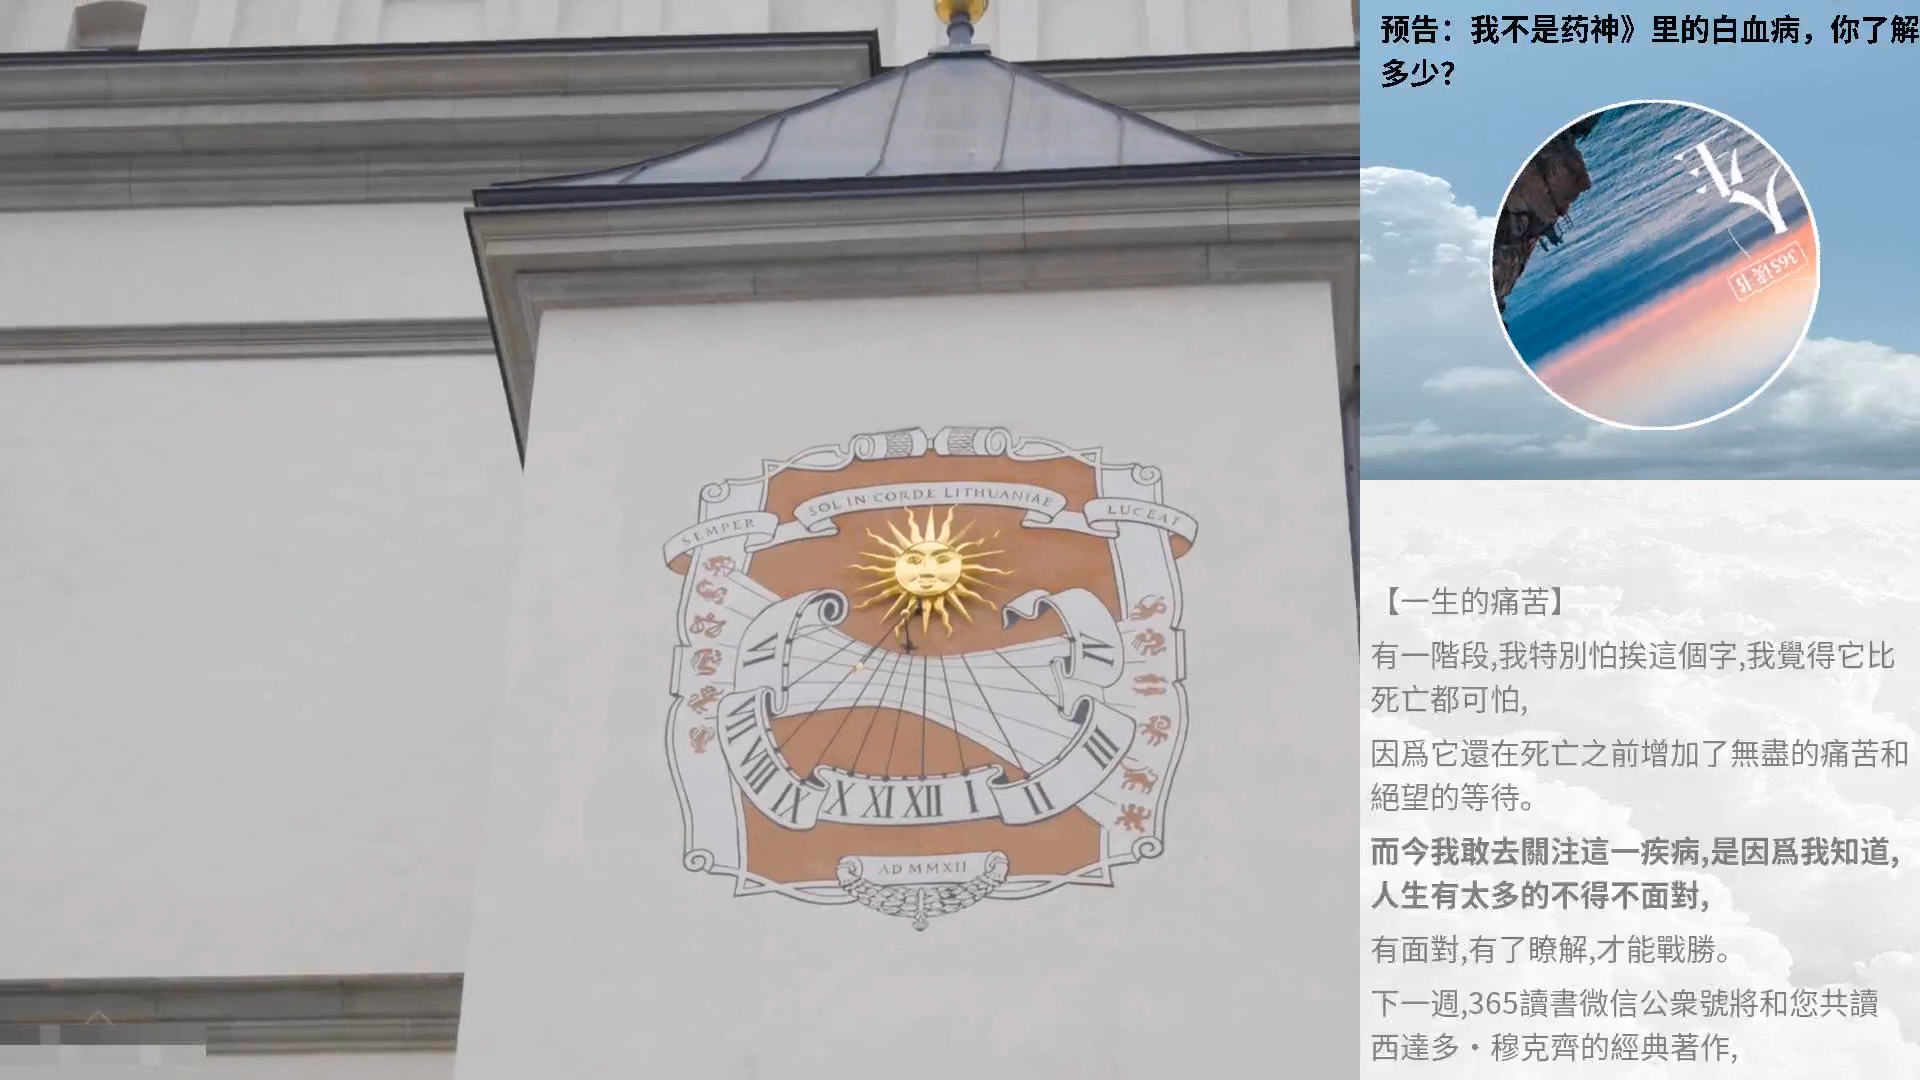 SEMPER
SOL IN CORDE LITHUANIAE
LUCEAT
VI
VII
VIII
IX
X
XI
XII
I
II
III
IV
AD MMXII
预告：我不是药神》里的白血病，你了解
多少？
365读书
【一生的痛苦】
有一階段,我特別怕挨這個字,我覺得它比
死亡都可怕,
因爲它還在死亡之前增加了無盡的痛苦和
絕望的等待。
而今我敢去關注這一疾病,是因爲我知道,
人生有太多的不得不面對,
有面對,有了瞭解,才能戰勝。
下一週,365讀書微信公衆號將和您共讀
西達多·穆克齊的經典著作,